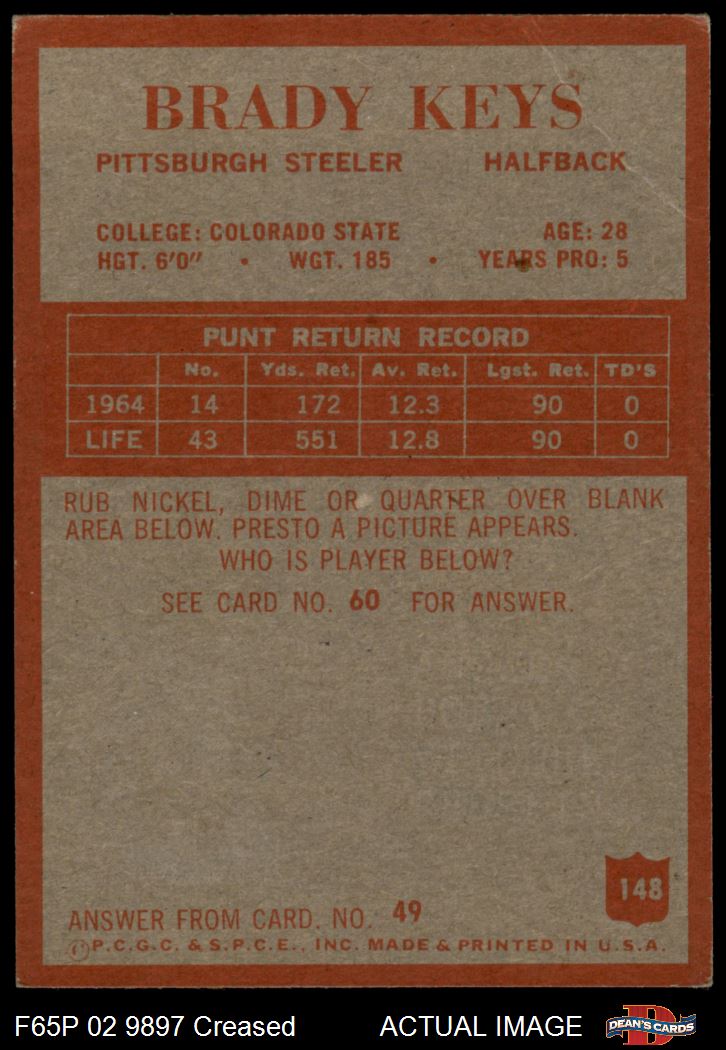 BRADY KEYS
PITTSBURGH STEELER HALFBACK
COLLEGE: COLORADO STATE AGE: 28
HGT. 6'0" • WGT. 185 • YEARS PRO: 5
PUNT RETURN RECORD
No. Yds. Ret. Av. Ret. Lgst. Ret. TD'S
1964 14 172 12.3 90 0
LIFE 43 551 12.8 90 0
RUB NICKEL, DIME OR QUARTER OVER BLANK
AREA BELOW. PRESTO A PICTURE APPEARS.
WHO IS PLAYER BELOW?
SEE CARD NO. 60 FOR ANSWER.
148
ANSWER FROM CARD. NO. 49
©P.C.G.C. & S.P.C.E., INC. MADE & PRINTED IN U.S.A.
F65P 02 9897 Creased ACTUAL IMAGE
D
DEAN'S CARDS